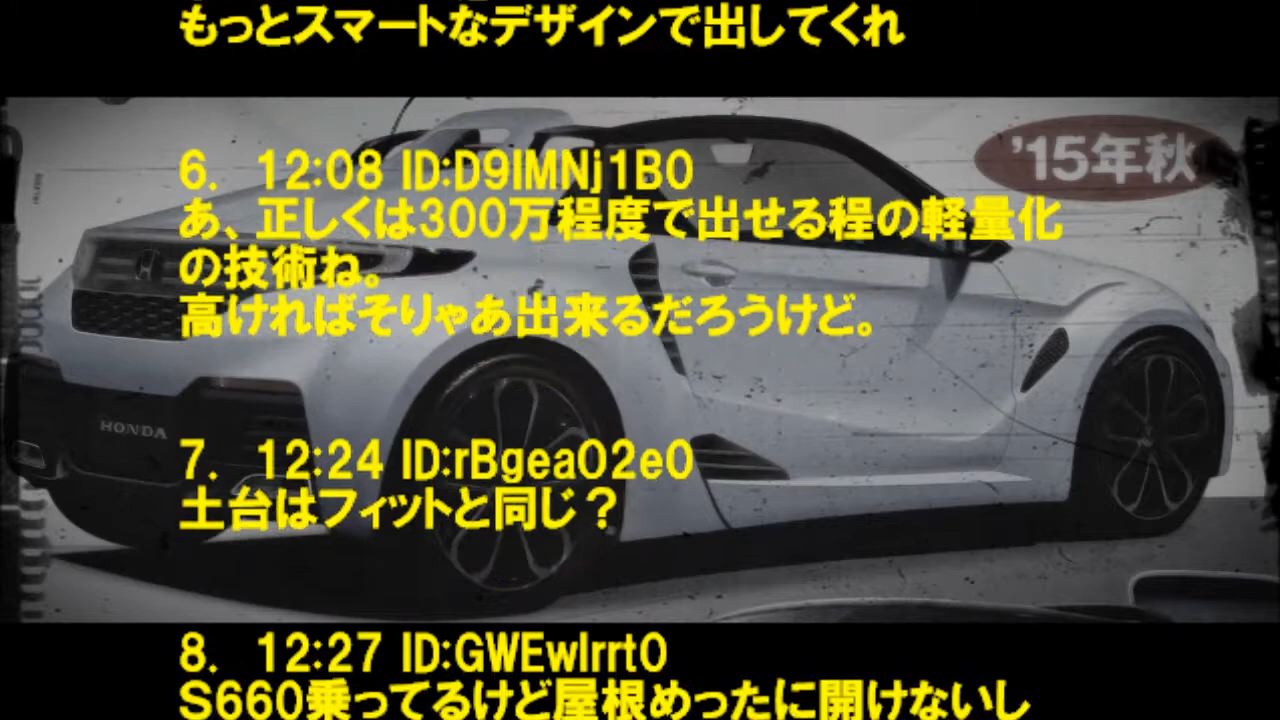 もっとスマートなデザインで出してくれ
'15年秋
6. 12:08 ID:D9IMNj1B0
あ、正しくは300万程度で出せる程の軽量化
の技術ね。
高ければそりゃあ出来るだろうけど。
HONDA
7. 12:24 ID:rBgea02e0
土台はフィットと同じ？
8. 12:27 ID:GWEwIrrt0
S660乗ってるけど屋根めったに開けないし